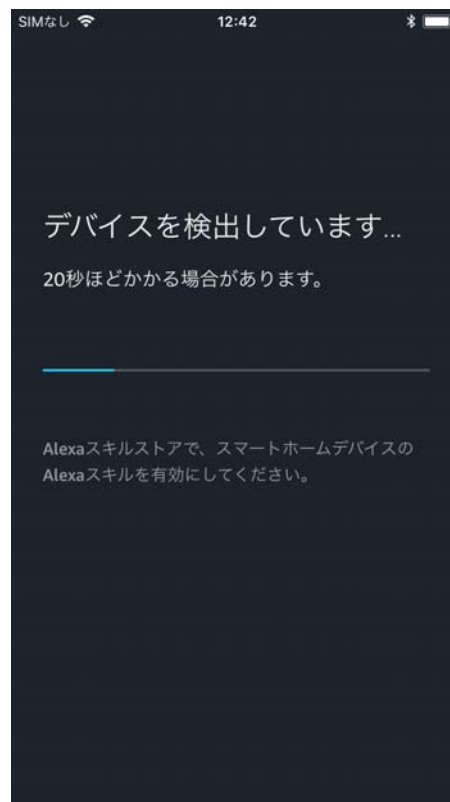 SIMなし 12:42
デバイスを検出しています...
20秒ほどかかる場合があります。
Alexaスキルストアで、スマートホームデバイスの
Alexaスキルを有効にしてください。